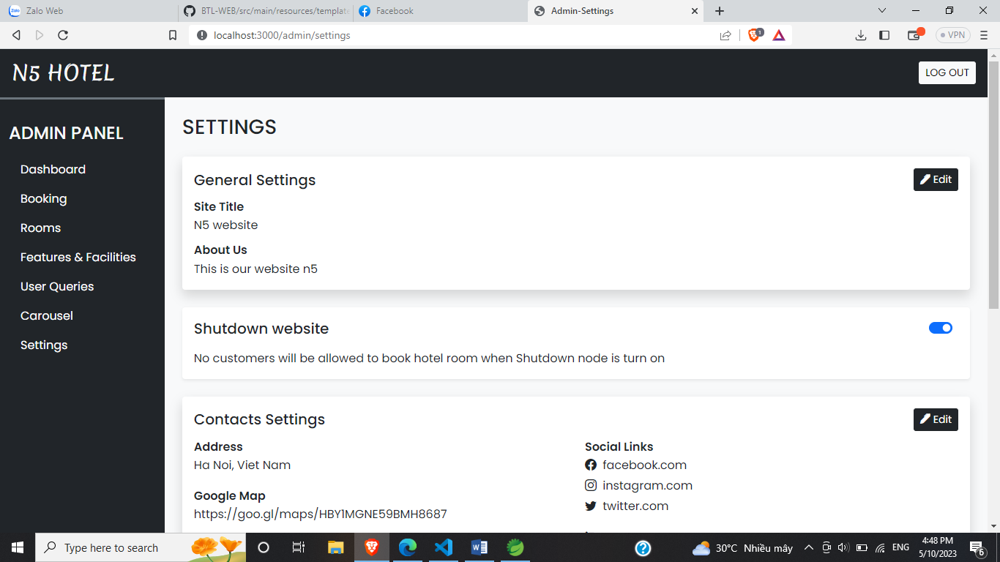 Zalo Web
BTL-WEB/src/main/resources/template
Facebook
Admin-Settings
localhost:3000/admin/settings
1
VPN
N5 HOTEL
LOG OUT
ADMIN PANEL
Dashboard
Booking
Rooms
Features & Facilities
User Queries
Carousel
Settings
SETTINGS
General Settings
Edit
Site Title
N5 website
About Us
This is our website n5
Shutdown website
No customers will be allowed to book hotel room when Shutdown node is turn on
Contacts Settings
Edit
Address
Ha Noi, Viet Nam
Google Map
https://goo.gl/maps/HBY1MGNE59BMH8687
Social Links
facebook.com
instagram.com
twitter.com
Type here to search
30°C Nhiều mây
ENG
4:48 PM
5/10/2023
6